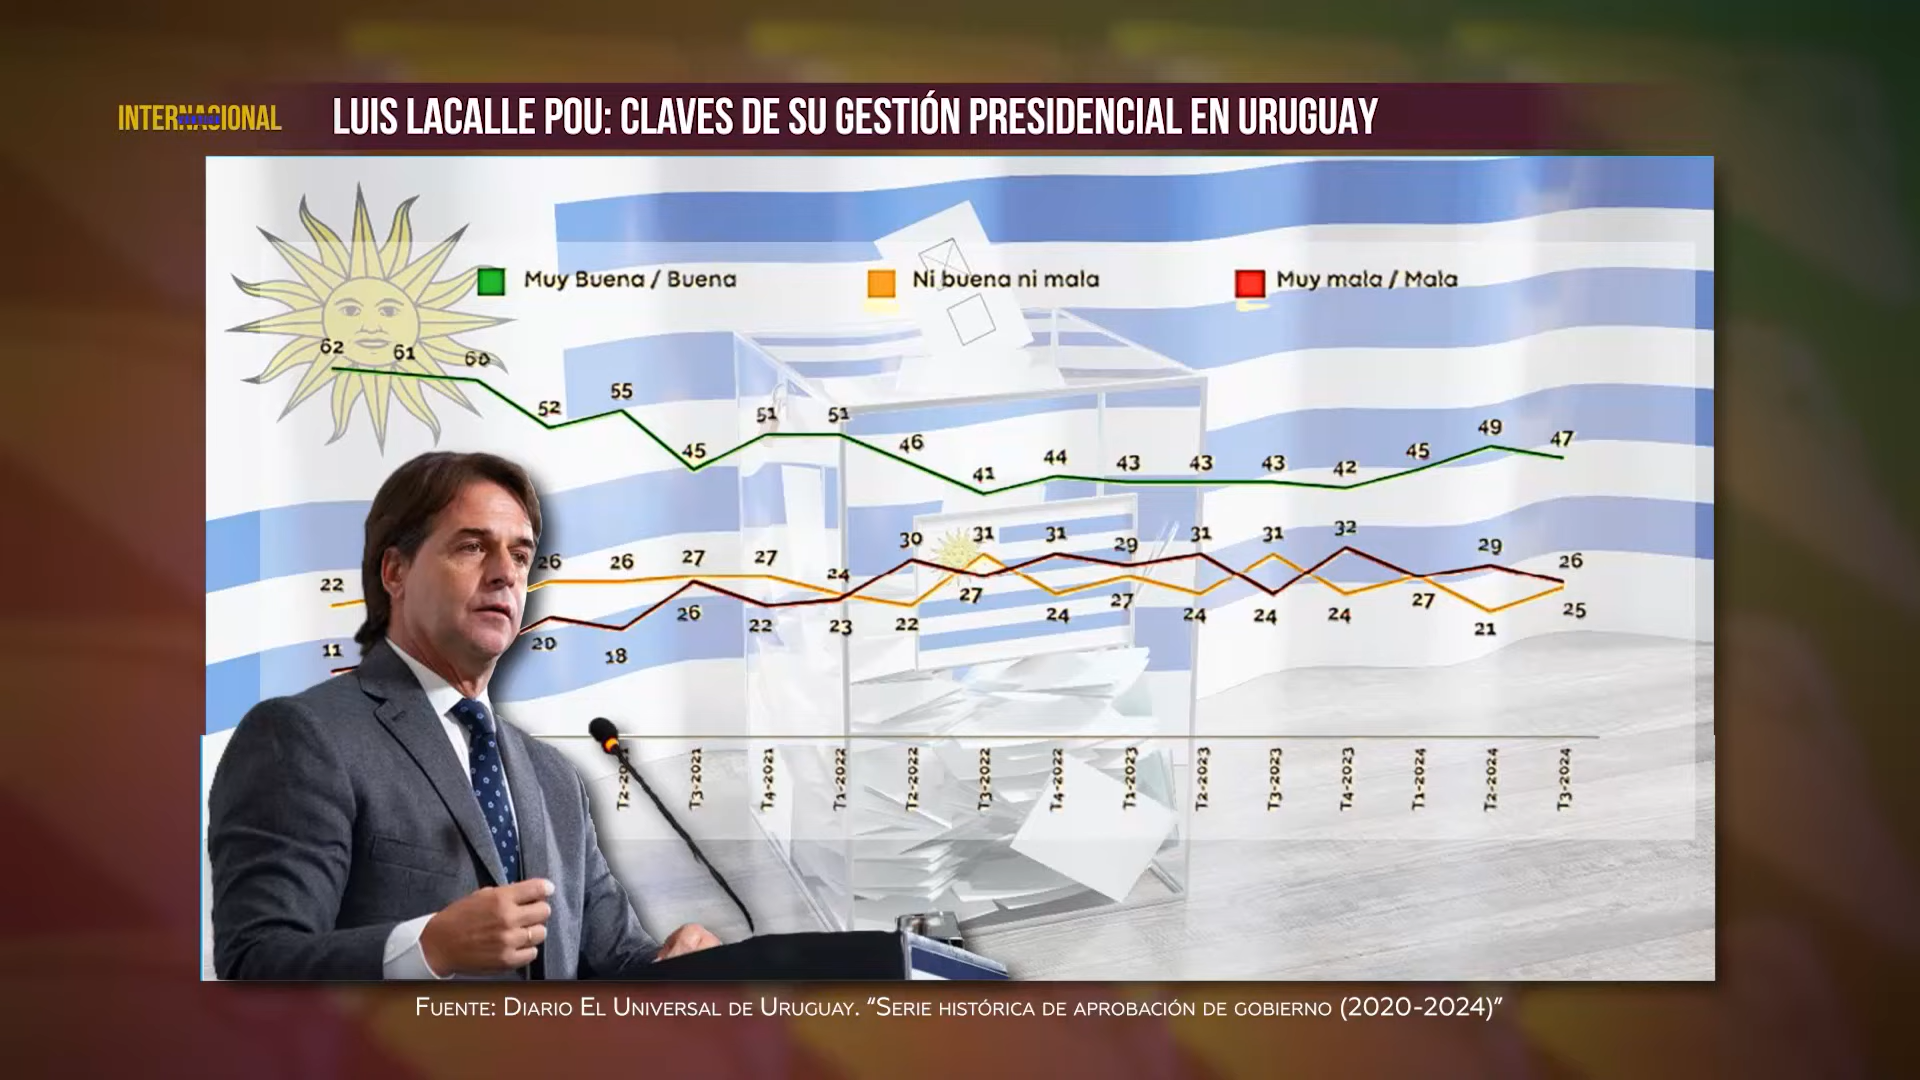 INTERNACIONAL
LUIS LACALLE POU: CLAVES DE SU GESTIÓN PRESIDENCIAL EN URUGUAY
Muy Buena / Buena
Ni buena ni mala
Muy mala / Mala
62 61 60 52 55 45 51 51 46 41 44 43 43 43 42 45 49 47
22 26 26 27 27 24 30 31 31 29 31 31 32 29 26
11 20 18 26 22 23 22 27 24 27 24 24 24 27 21 25
T2-2021 T3-2021 T4-2021 T1-2022 T2-2022 T3-2022 T4-2022 T1-2023 T2-2023 T3-2023 T4-2023 T1-2024 T2-2024 T3-2024
FUENTE: DIARIO EL UNIVERSAL DE URUGUAY. “SERIE HISTÓRICA DE APROBACIÓN DE GOBIERNO (2020-2024)”